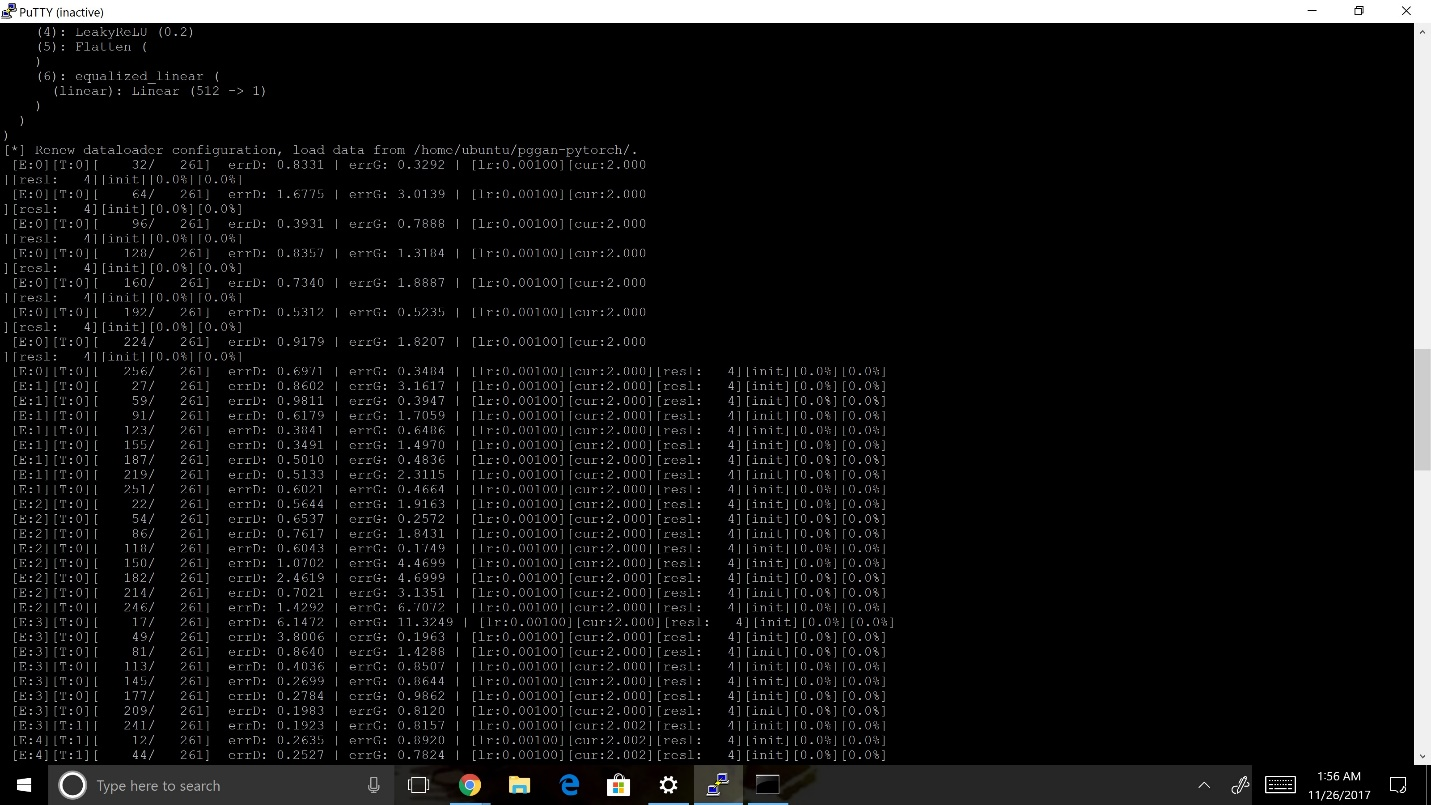 PuTTY (inactive)
(4): LeakyReLU (0.2)
(5): Flatten (
)
(6): equalized_linear (
(linear): Linear (512 -> 1)
)
)
)
[*] Renew dataloader configuration, load data from /home/ubuntu/pggan-pytorch/.
[E:0][T:0][ 32/ 261] errD: 0.8331 | errG: 0.3292 | [lr:0.00100][cur:2.000
][resl: 4][init][0.0%][0.0%]
[E:0][T:0][ 64/ 261] errD: 1.6775 | errG: 3.0139 | [lr:0.00100][cur:2.000
][resl: 4][init][0.0%][0.0%]
[E:0][T:0][ 96/ 261] errD: 0.3931 | errG: 0.7888 | [lr:0.00100][cur:2.000
][resl: 4][init][0.0%][0.0%]
[E:0][T:0][ 128/ 261] errD: 0.8357 | errG: 1.3184 | [lr:0.00100][cur:2.000
][resl: 4][init][0.0%][0.0%]
[E:0][T:0][ 160/ 261] errD: 0.7340 | errG: 1.8887 | [lr:0.00100][cur:2.000
][resl: 4][init][0.0%][0.0%]
[E:0][T:0][ 192/ 261] errD: 0.5312 | errG: 0.5235 | [lr:0.00100][cur:2.000
][resl: 4][init][0.0%][0.0%]
[E:0][T:0][ 224/ 261] errD: 0.9179 | errG: 1.8207 | [lr:0.00100][cur:2.000
][resl: 4][init][0.0%][0.0%]
[E:0][T:0][ 256/ 261] errD: 0.6971 | errG: 0.3484 | [lr:0.00100][cur:2.000][resl: 4][init][0.0%][0.0%]
[E:1][T:0][ 27/ 261] errD: 0.8602 | errG: 3.1617 | [lr:0.00100][cur:2.000][resl: 4][init][0.0%][0.0%]
[E:1][T:0][ 59/ 261] errD: 0.9811 | errG: 0.3947 | [lr:0.00100][cur:2.000][resl: 4][init][0.0%][0.0%]
[E:1][T:0][ 91/ 261] errD: 0.6179 | errG: 1.7059 | [lr:0.00100][cur:2.000][resl: 4][init][0.0%][0.0%]
[E:1][T:0][ 123/ 261] errD: 0.3841 | errG: 0.6486 | [lr:0.00100][cur:2.000][resl: 4][init][0.0%][0.0%]
[E:1][T:0][ 155/ 261] errD: 0.3491 | errG: 1.4970 | [lr:0.00100][cur:2.000][resl: 4][init][0.0%][0.0%]
[E:1][T:0][ 187/ 261] errD: 0.5010 | errG: 0.4836 | [lr:0.00100][cur:2.000][resl: 4][init][0.0%][0.0%]
[E:1][T:0][ 219/ 261] errD: 0.5133 | errG: 2.3115 | [lr:0.00100][cur:2.000][resl: 4][init][0.0%][0.0%]
[E:1][T:0][ 251/ 261] errD: 0.6021 | errG: 0.4664 | [lr:0.00100][cur:2.000][resl: 4][init][0.0%][0.0%]
[E:2][T:0][ 22/ 261] errD: 0.5644 | errG: 1.9163 | [lr:0.00100][cur:2.000][resl: 4][init][0.0%][0.0%]
[E:2][T:0][ 54/ 261] errD: 0.6537 | errG: 0.2572 | [lr:0.00100][cur:2.000][resl: 4][init][0.0%][0.0%]
[E:2][T:0][ 86/ 261] errD: 0.7617 | errG: 1.8431 | [lr:0.00100][cur:2.000][resl: 4][init][0.0%][0.0%]
[E:2][T:0][ 118/ 261] errD: 0.6043 | errG: 0.1749 | [lr:0.00100][cur:2.000][resl: 4][init][0.0%][0.0%]
[E:2][T:0][ 150/ 261] errD: 1.0702 | errG: 4.4699 | [lr:0.00100][cur:2.000][resl: 4][init][0.0%][0.0%]
[E:2][T:0][ 182/ 261] errD: 2.4619 | errG: 4.6999 | [lr:0.00100][cur:2.000][resl: 4][init][0.0%][0.0%]
[E:2][T:0][ 214/ 261] errD: 0.7021 | errG: 3.1351 | [lr:0.00100][cur:2.000][resl: 4][init][0.0%][0.0%]
[E:2][T:0][ 246/ 261] errD: 1.4292 | errG: 6.7072 | [lr:0.00100][cur:2.000][resl: 4][init][0.0%][0.0%]
[E:3][T:0][ 17/ 261] errD: 6.1472 | errG: 11.3249 | [lr:0.00100][cur:2.000][resl: 4][init][0.0%][0.0%]
[E:3][T:0][ 49/ 261] errD: 3.8006 | errG: 0.1963 | [lr:0.00100][cur:2.000][resl: 4][init][0.0%][0.0%]
[E:3][T:0][ 81/ 261] errD: 0.8640 | errG: 1.4288 | [lr:0.00100][cur:2.000][resl: 4][init][0.0%][0.0%]
[E:3][T:0][ 113/ 261] errD: 0.4036 | errG: 0.8507 | [lr:0.00100][cur:2.000][resl: 4][init][0.0%][0.0%]
[E:3][T:0][ 145/ 261] errD: 0.2699 | errG: 0.8644 | [lr:0.00100][cur:2.000][resl: 4][init][0.0%][0.0%]
[E:3][T:0][ 177/ 261] errD: 0.2784 | errG: 0.9862 | [lr:0.00100][cur:2.000][resl: 4][init][0.0%][0.0%]
[E:3][T:0][ 209/ 261] errD: 0.1983 | errG: 0.8120 | [lr:0.00100][cur:2.000][resl: 4][init][0.0%][0.0%]
[E:3][T:1][ 241/ 261] errD: 0.1923 | errG: 0.8157 | [lr:0.00100][cur:2.002][resl: 4][init][0.0%][0.0%]
[E:4][T:1][ 12/ 261] errD: 0.2635 | errG: 0.8920 | [lr:0.00100][cur:2.002][resl: 4][init][0.0%][0.0%]
[E:4][T:1][ 44/ 261] errD: 0.2527 | errG: 0.7824 | [lr:0.00100][cur:2.002][resl: 4][init][0.0%][0.0%]
Type here to search
1:56 AM
11/26/2017